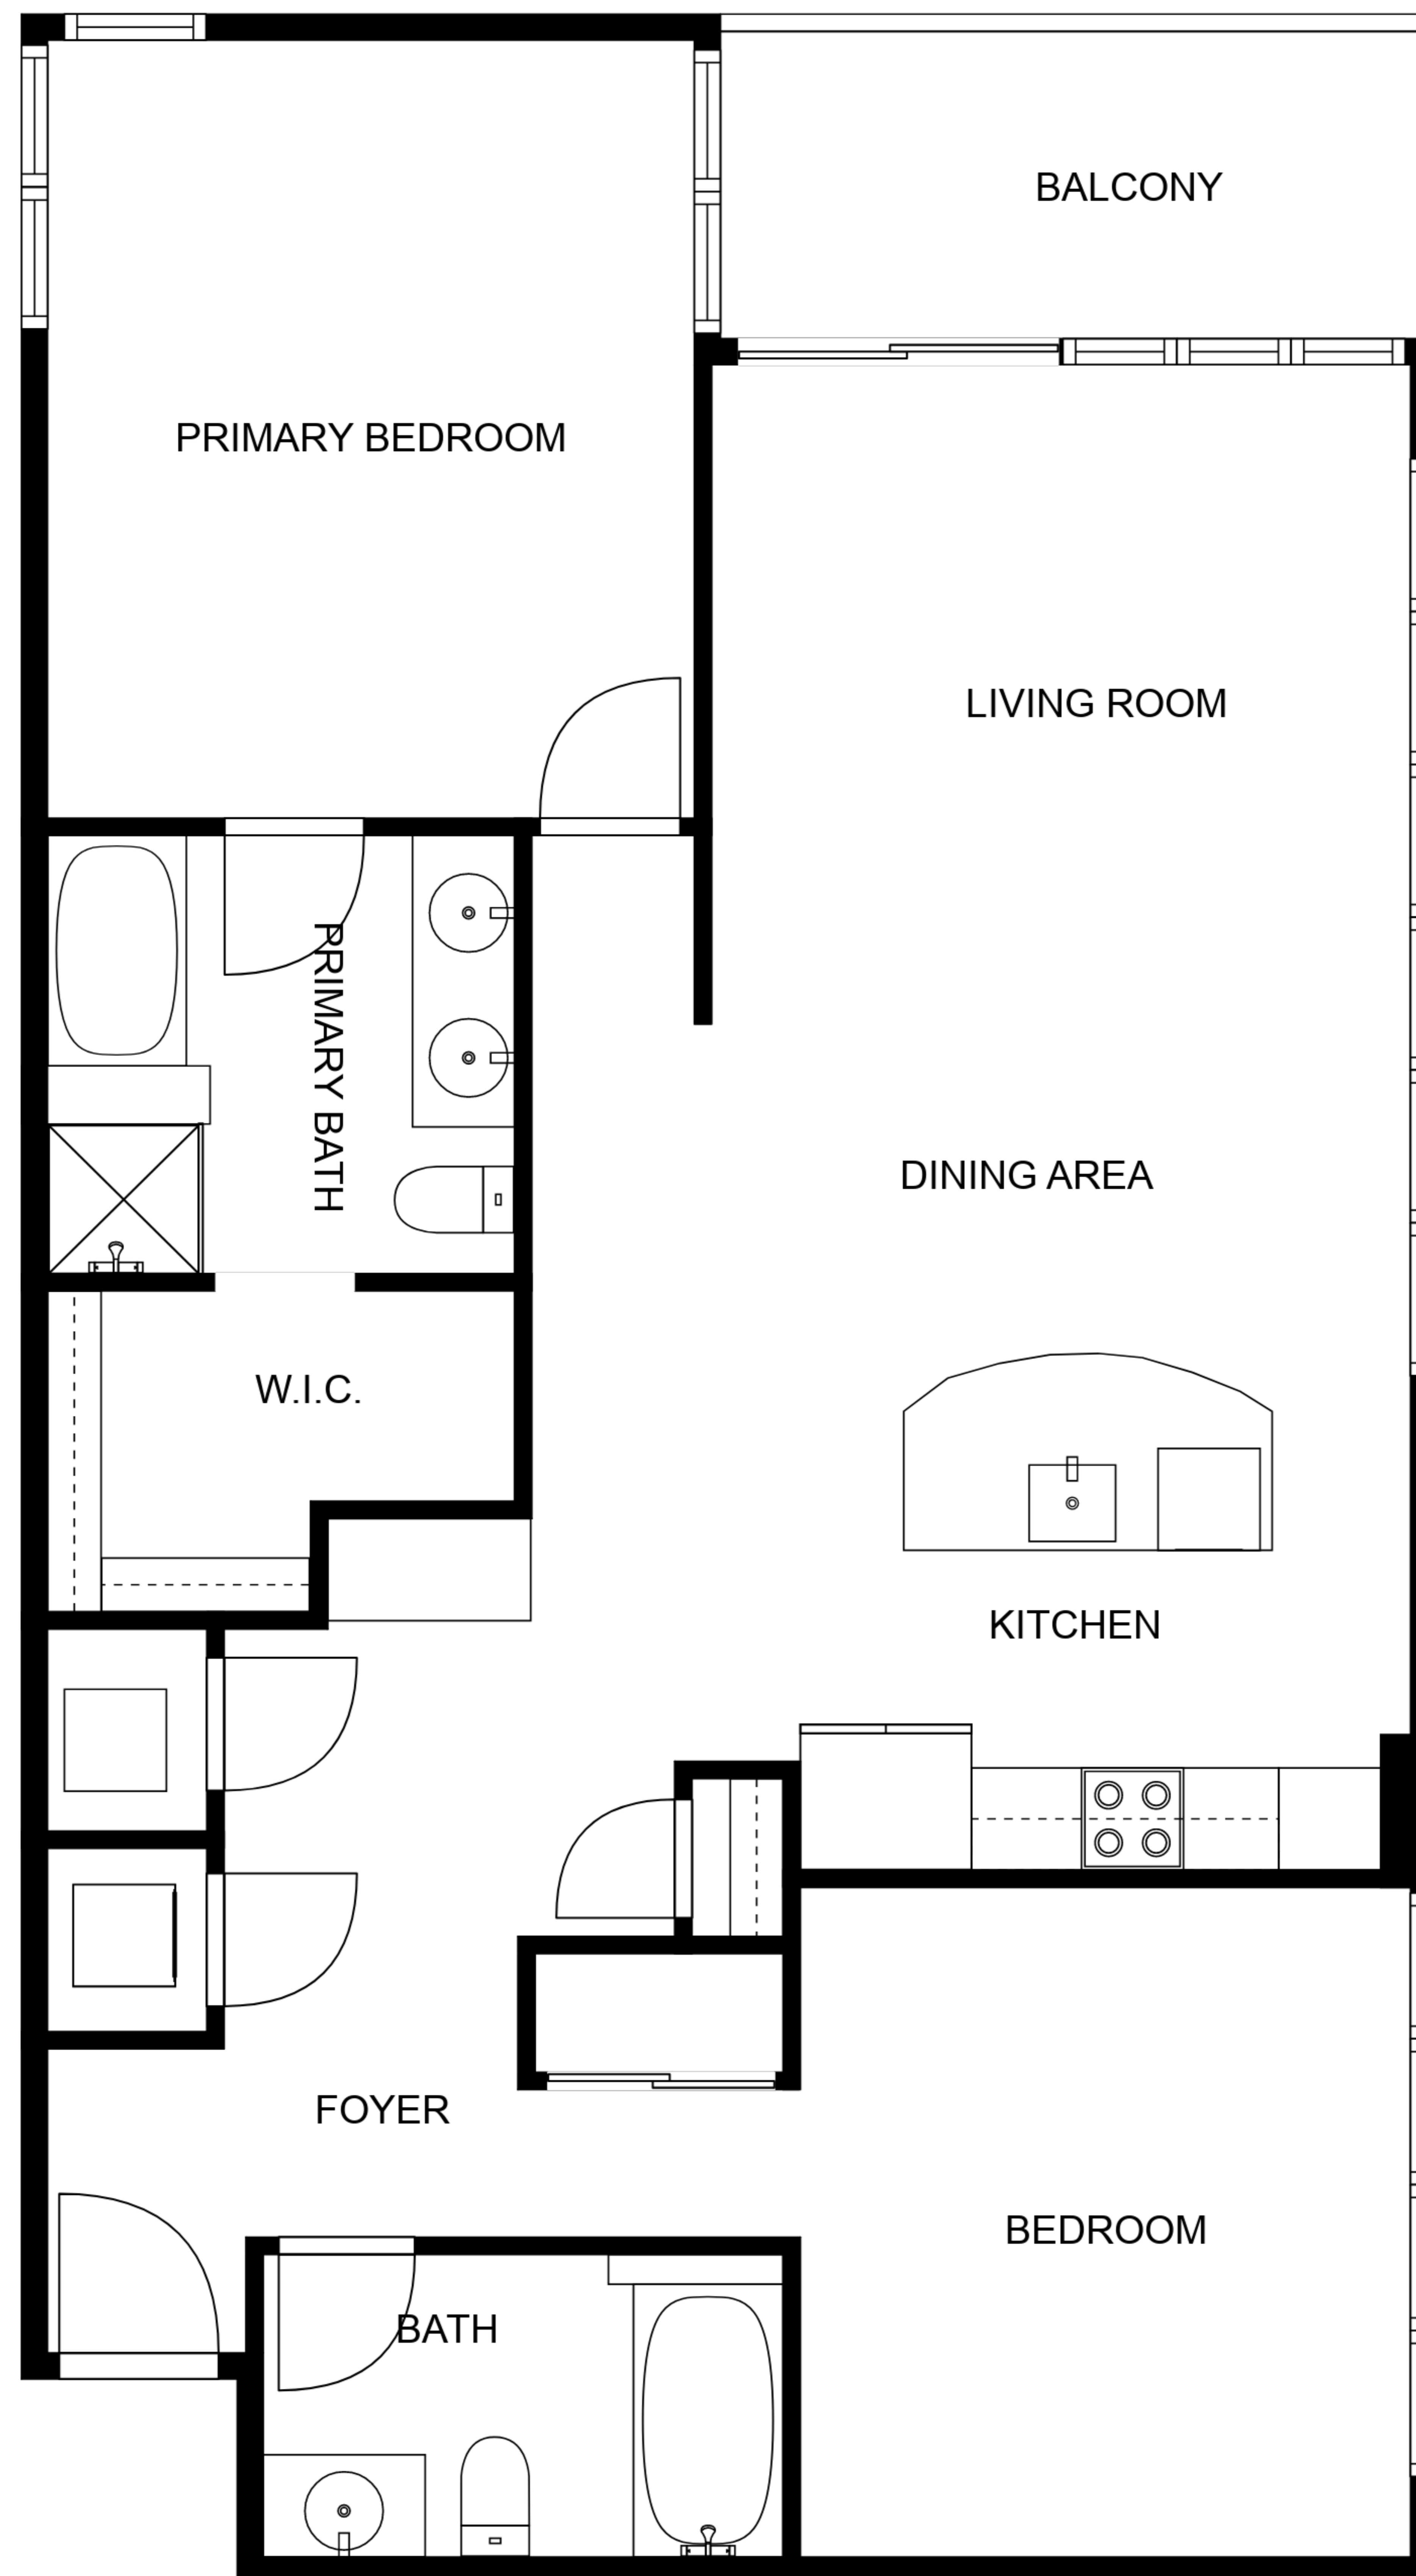 BALCONY
PRIMARY BEDROOM
LIVING ROOM
PRIMARY BATH
DINING AREA
W.I.C.
KITCHEN
FOYER
BEDROOM
BATH